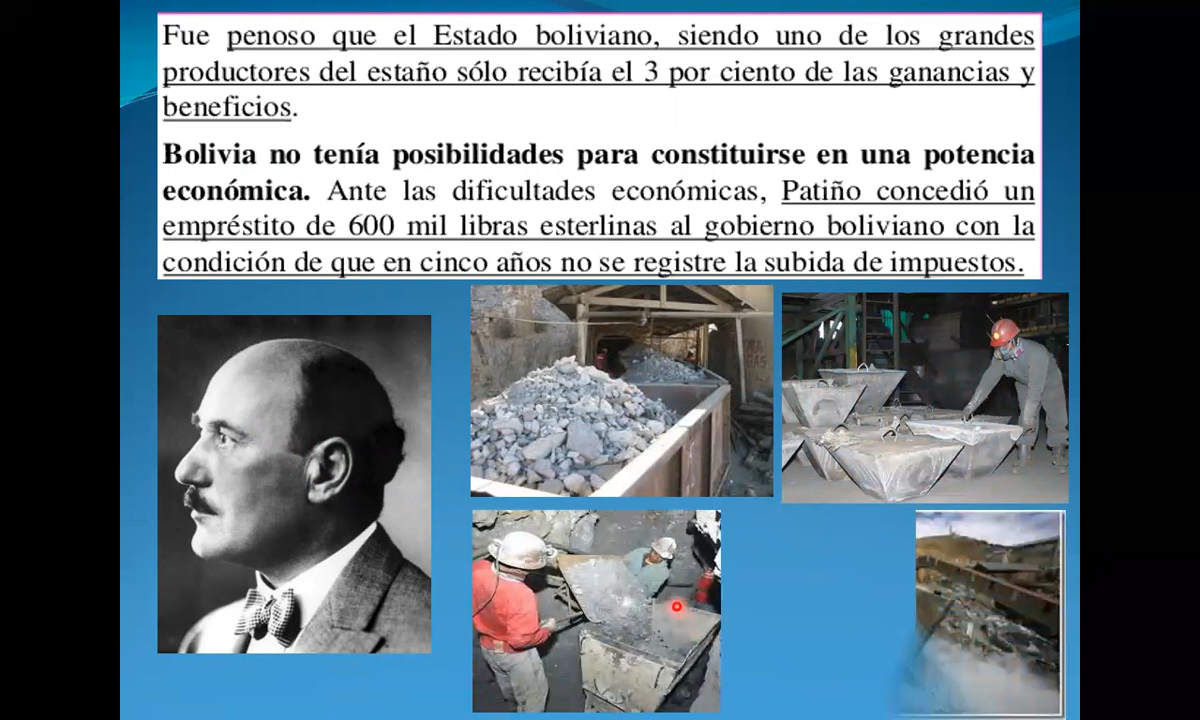 Fue penoso que el Estado boliviano, siendo uno de los grandes
productores del estaño sólo recibía el 3 por ciento de las ganancias y
beneficios.
Bolivia no tenía posibilidades para constituirse en una potencia
económica. Ante las dificultades económicas, Patiño concedió un
empréstito de 600 mil libras esterlinas al gobierno boliviano con la
condición de que en cinco años no se registre la subida de impuestos.